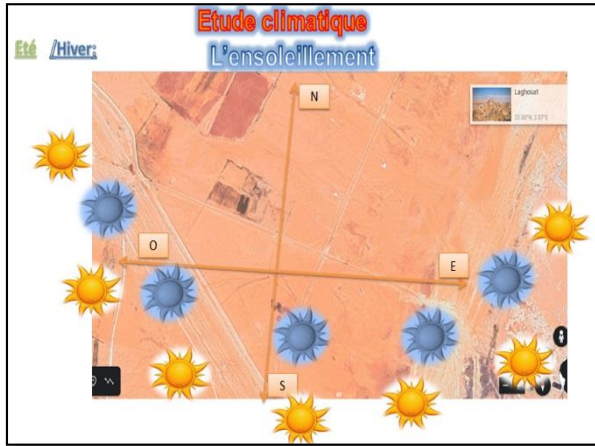 Etude climatique
Eté /Hiver:
L'ensoleillement
Laghouat
N
O
E
S